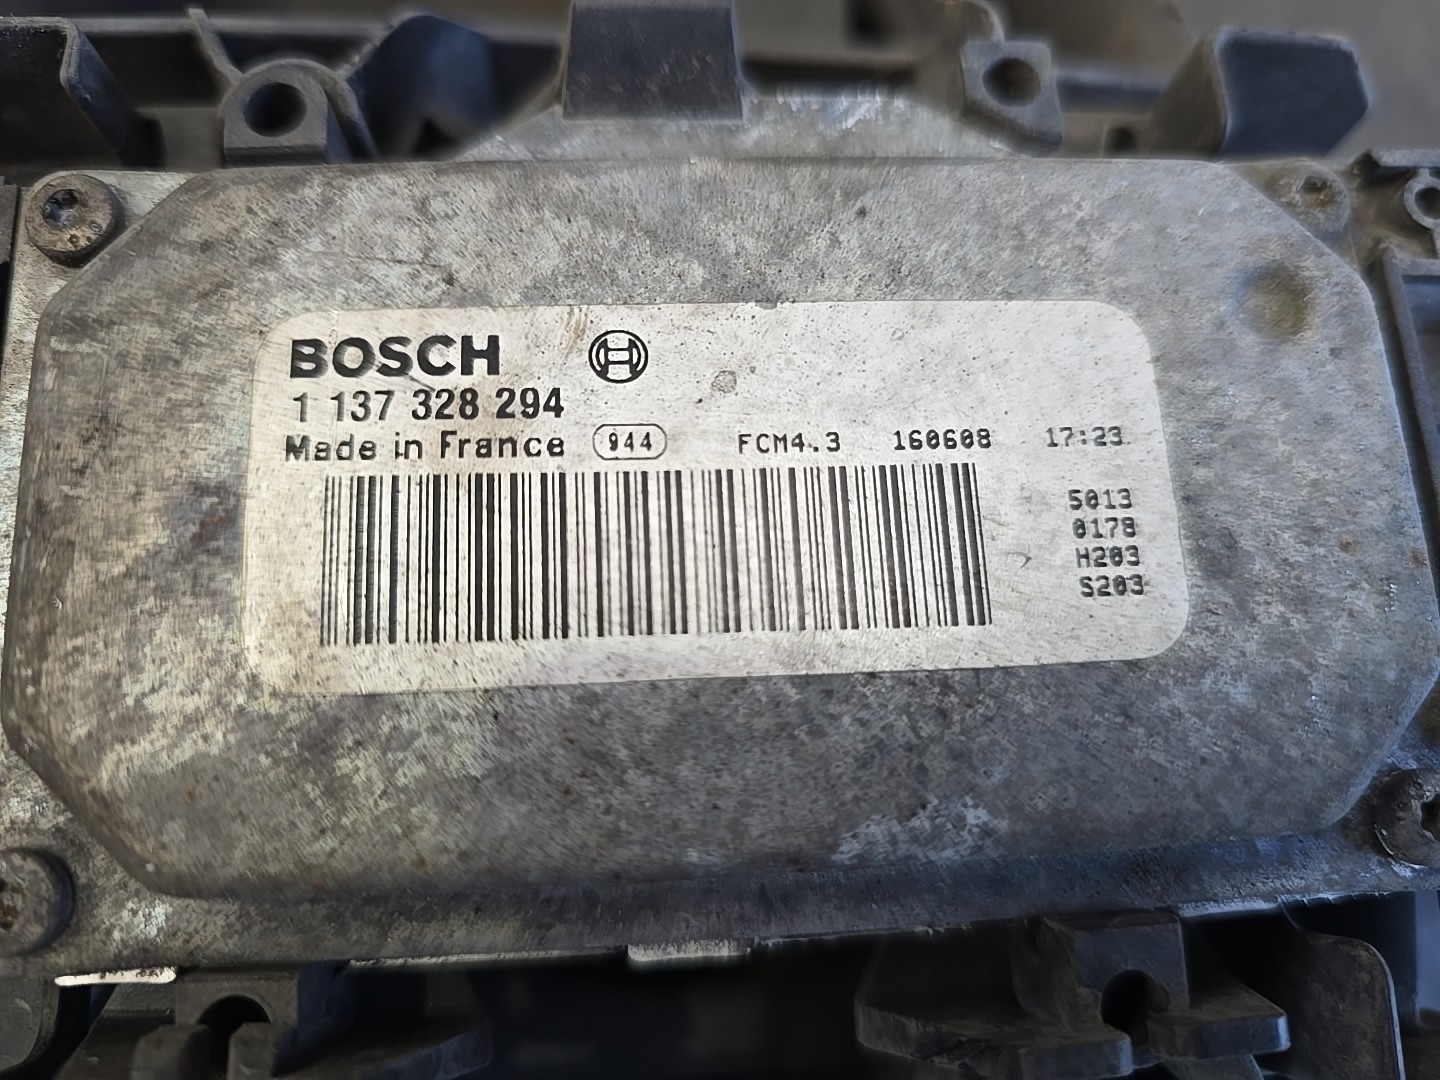 BOSCH
1 137 328 294
Made in France 944 FCM4.3 160608 17:23
5013
0178
H203
S203